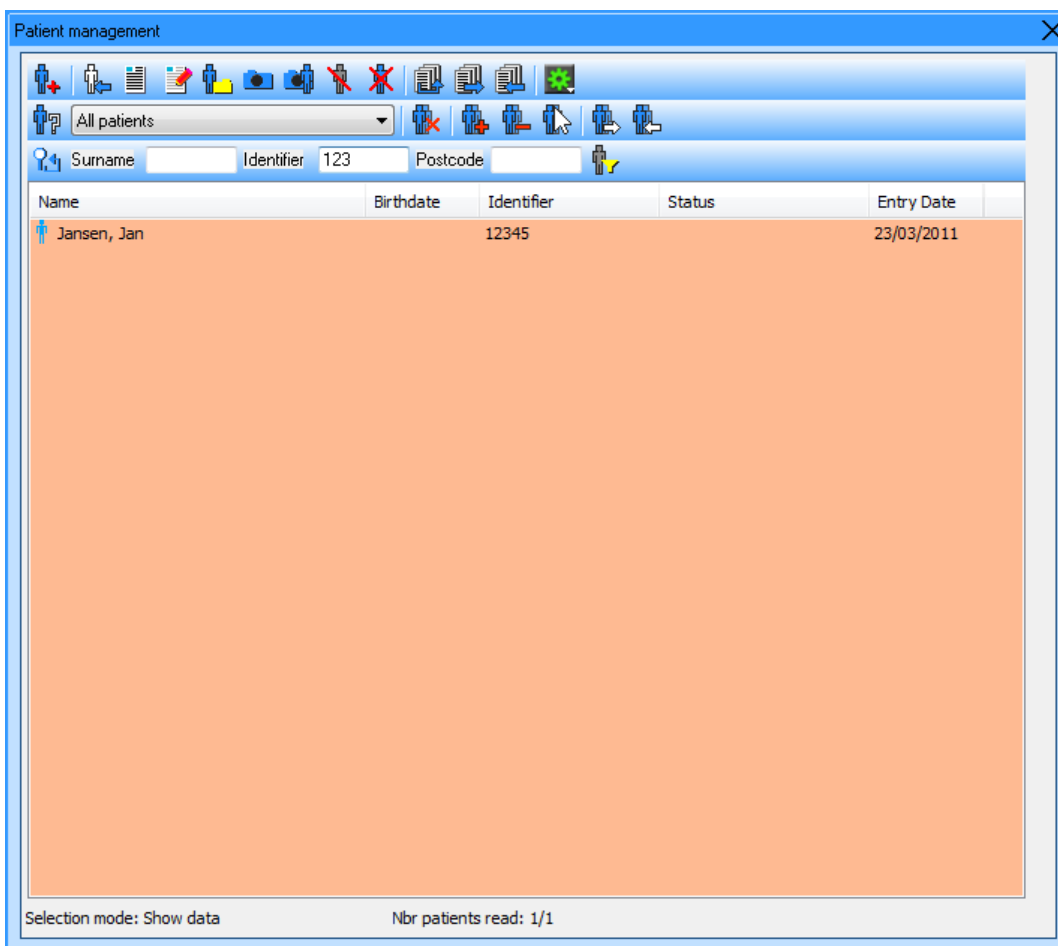 Patient management
All patients
Surname Identifier 123 Postcode
Name Birthdate Identifier Status Entry Date
Jansen, Jan 12345 23/03/2011
Selection mode: Show data Nbr patients read: 1/1